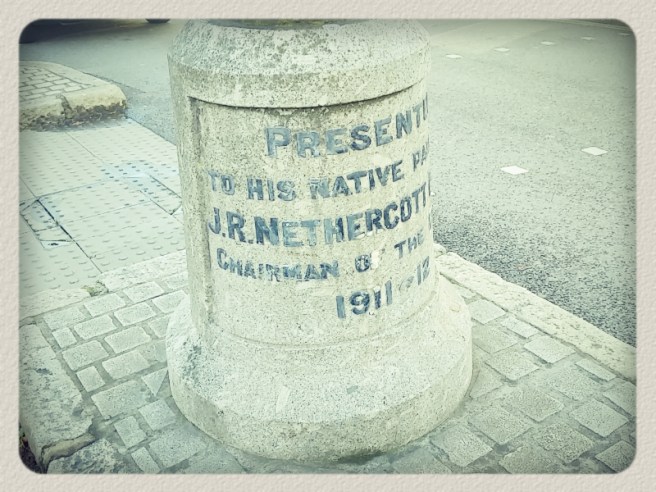 PRESENT
TO HIS NATIVE PA
J.R. NETHERCOTT
CHAIRMAN OF THE
1911-12